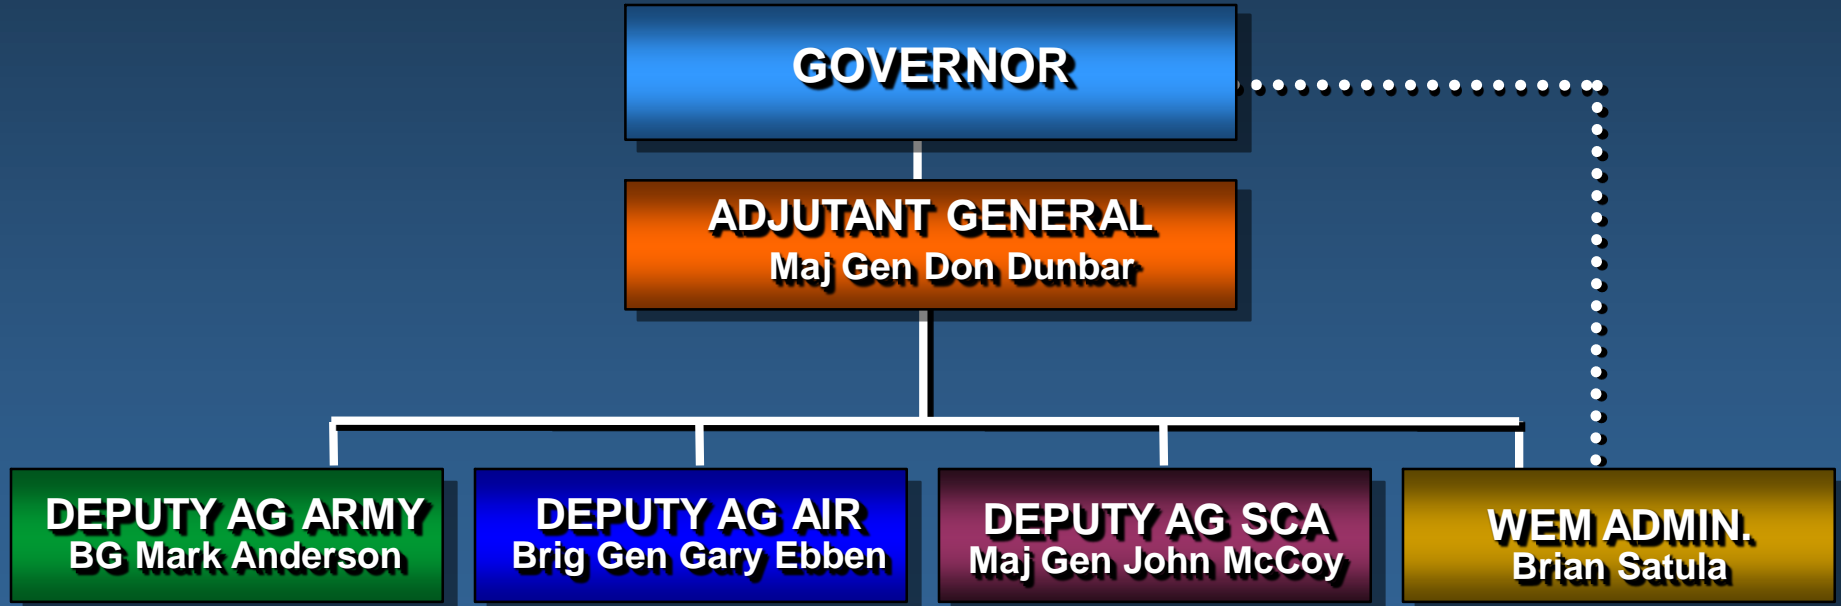 GOVERNOR
ADJUTANT GENERAL
Maj Gen Don Dunbar
DEPUTY AG ARMY
BG Mark Anderson
DEPUTY AG AIR
Brig Gen Gary Ebben
DEPUTY AG SCA
Maj Gen John McCoy
WEM ADMIN.
Brian Satula